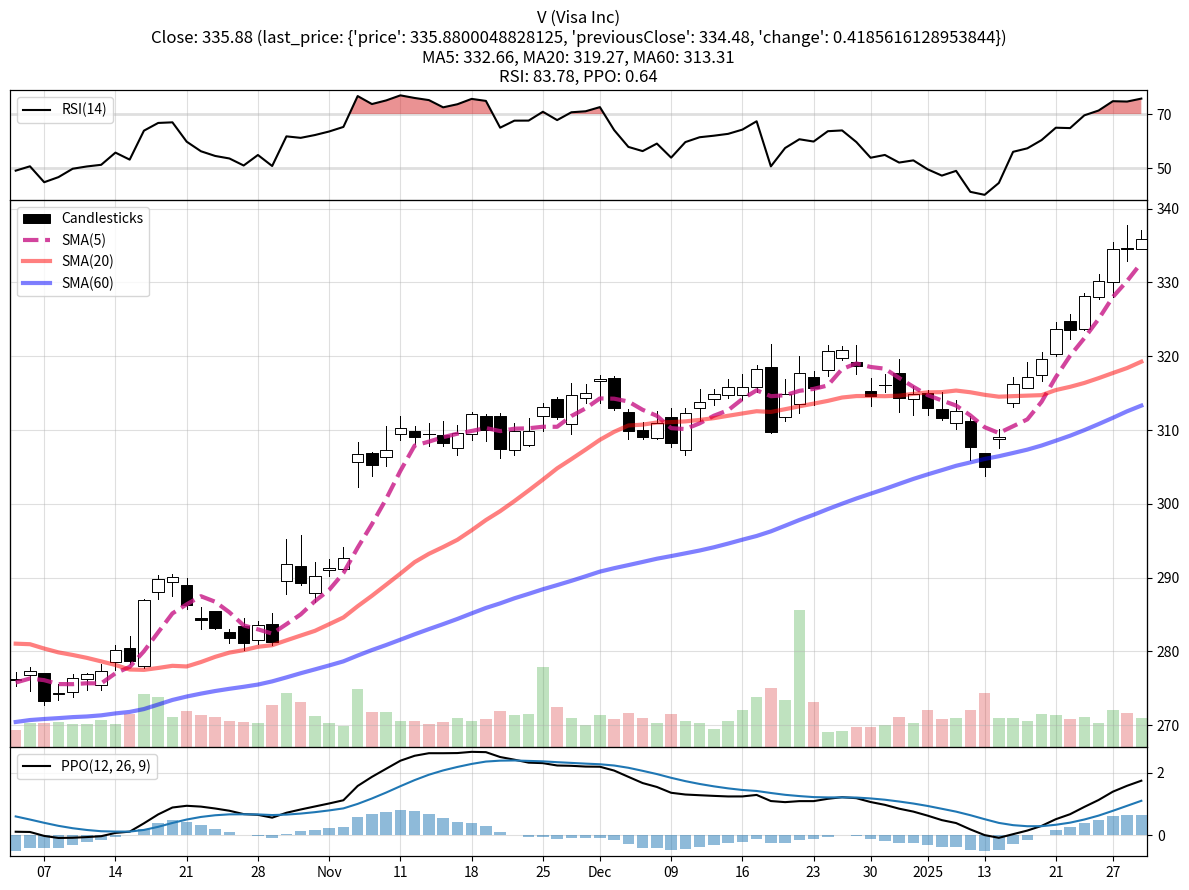 V (Visa Inc)
Close: 335.88 (last_price: {'price': 335.8800048828125, 'previousClose': 334.48, 'change': 0.4185616128953844})
MA5: 332.66, MA20: 319.27, MA60: 313.31
RSI: 83.78, PPO: 0.64
RSI(14)
70
50
Candlesticks
SMA(5)
SMA(20)
SMA(60)
340
330
320
310
300
290
280
270
PPO(12, 26, 9)
2
0
07 14 21 28 Nov 11 18 25 Dec 09 16 23 30 2025 13 21 27